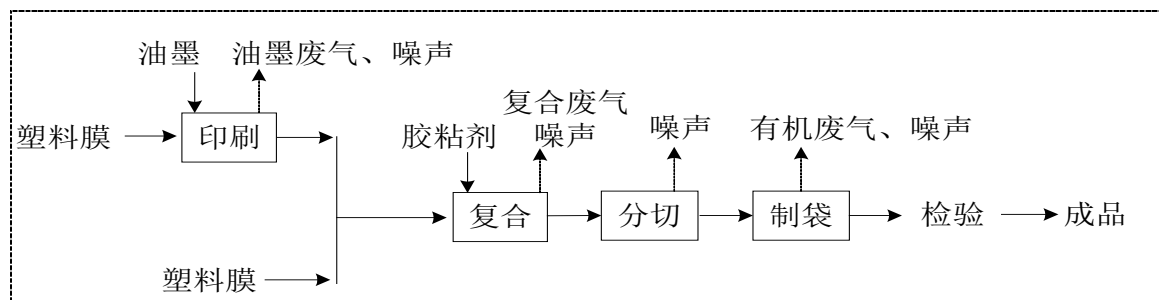 油墨
油墨废气、噪声
塑料膜
印刷
胶粘剂
复合废气
噪声
噪声
有机废气、噪声
复合
分切
制袋
检验
成品
塑料膜